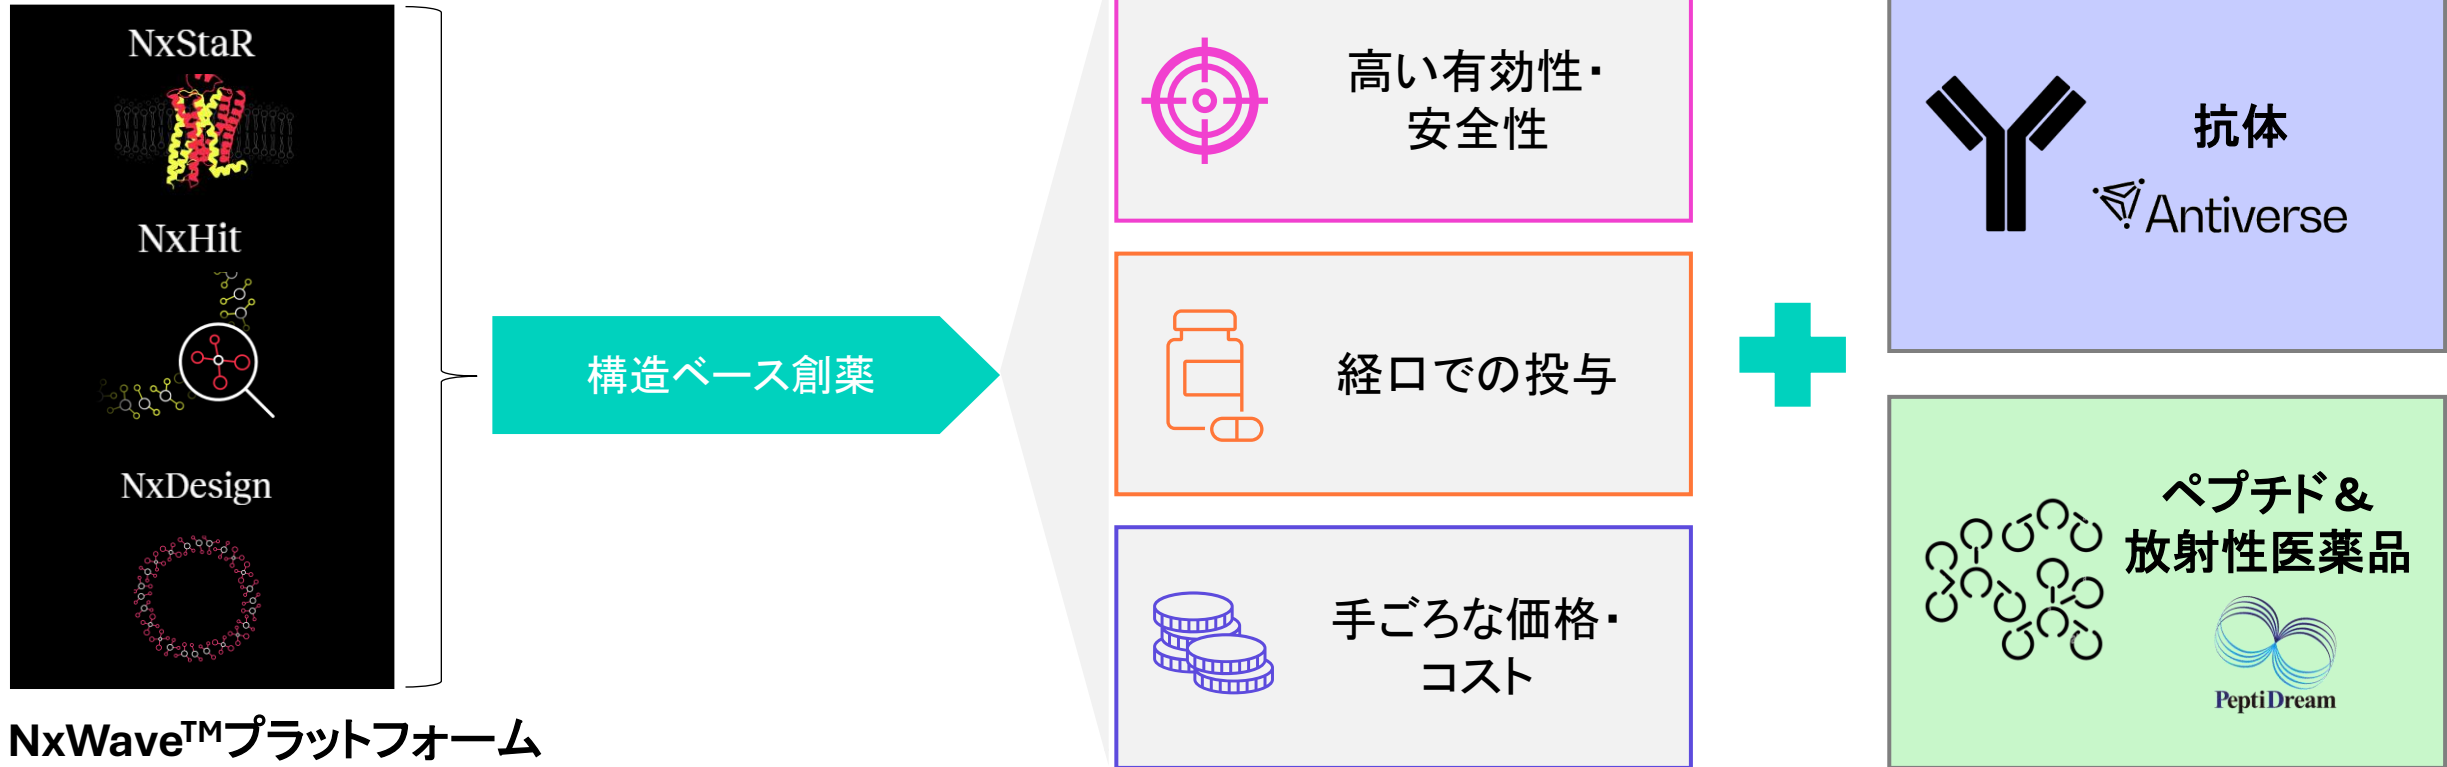 NxStaR
NxHit
NxDesign
NxWave™プラットフォーム
構造ベース創薬
高い有効性・
安全性
経口での投与
手ごろな価格・
コスト
抗体
Antiverse
ペプチド＆
放射性医薬品
PeptiDream